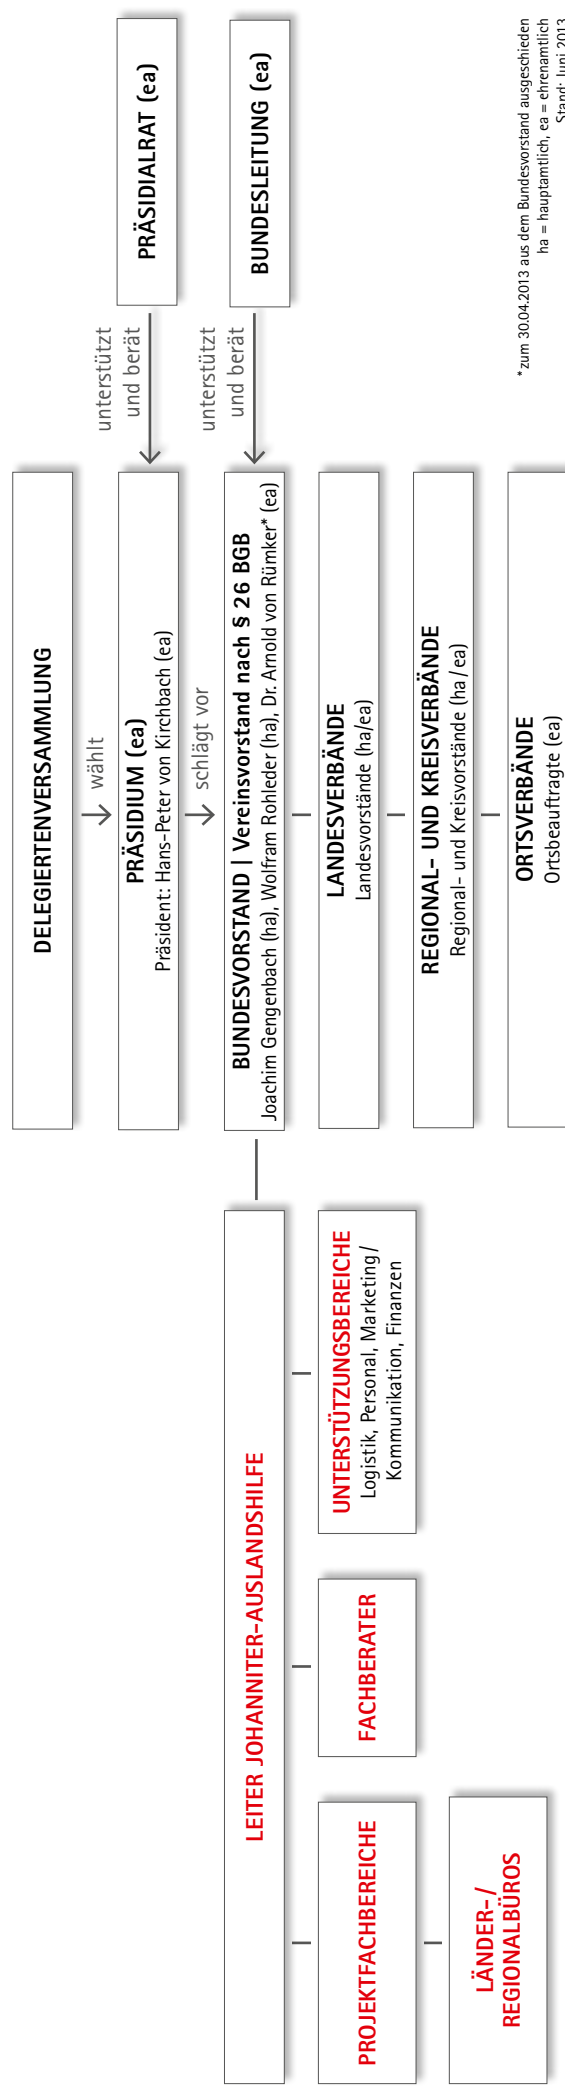 DELEGIERTENVERSAMMLUNG
wählt
PRÄSIDIUM (ea)
Präsident: Hans-Peter von Kirchbach (ea)
unterstützt
und berät
PRÄSIDIALRAT (ea)
schlägt vor
BUNDESVORSTAND | Vereinsvorstand nach § 26 BGB
Joachim Gengenbach (ha), Wolfram Rohleder (ha), Dr. Arnold von Rümker* (ea)
unterstützt
und berät
BUNDESLEITUNG (ea)
LANDESVERBÄNDE
Landesvorstände (ha/ea)
REGIONAL- UND KREISVERBÄNDE
Regional- und Kreisvorstände (ha/ea)
ORTSVERBÄNDE
Ortsbeauftragte (ea)
LEITER JOHANNITER-AUSLANDSHILFE
PROJEKTFACHBEREICHE
LÄNDER-/
REGIONALBÜROS
FACHBERATER
UNTERSTÜTZUNGSBEREICHE
Logistik, Personal, Marketing/
Kommunikation, Finanzen
*zum 30.04.2013 aus dem Bundesvorstand ausgeschieden
ha = hauptamtlich, ea = ehrenamtlich
Stand: Juni 2013